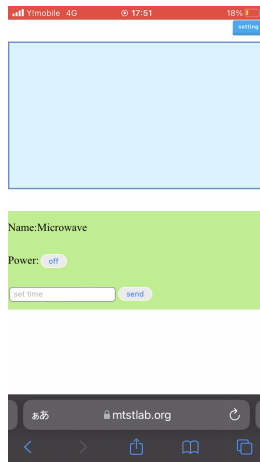 Y!mobile 4G 17:51 18%
setting
Name:Microwave
Power: off
set time send
ぁあ mtstlab.org